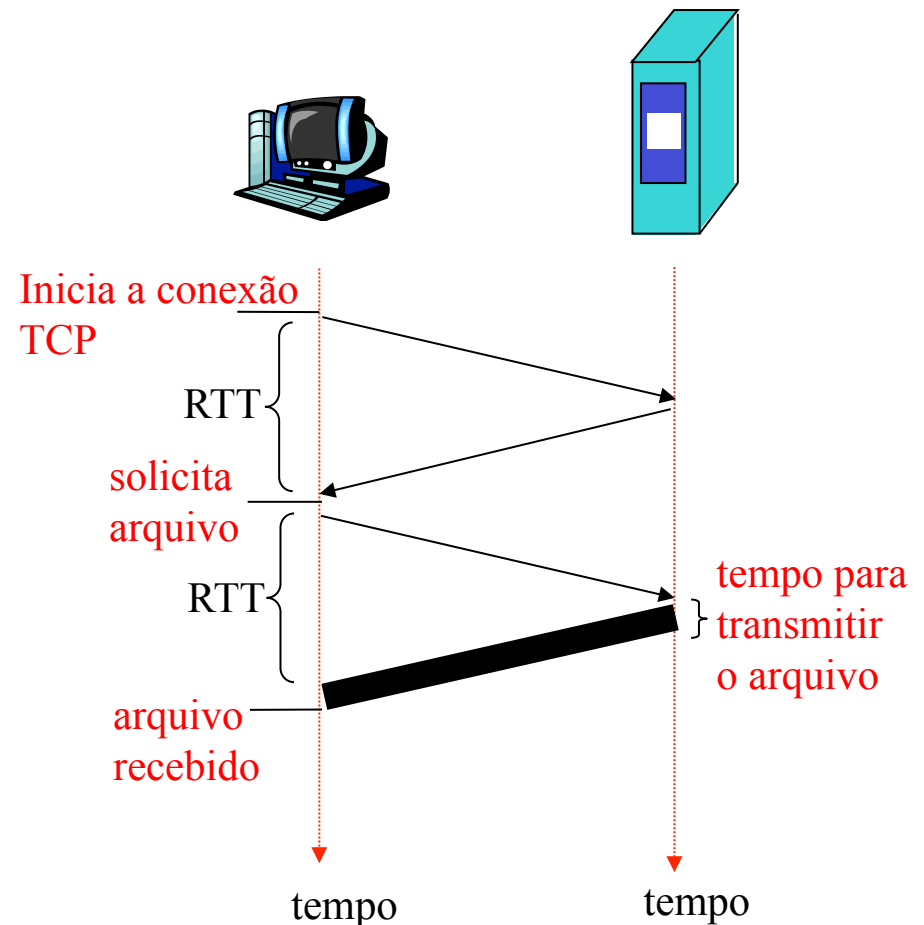 Inicia a conexão
TCP
RTT
solicita
arquivo
RTT
tempo para
transmitir
o arquivo
arquivo
recebido
tempo
tempo